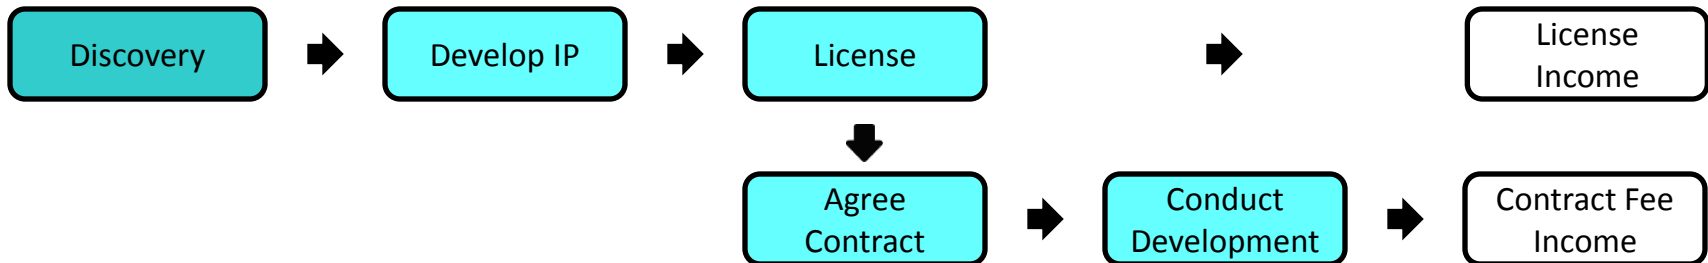 Discovery
Develop IP
License
License
Income
Agree
Contract
Conduct
Development
Contract Fee
Income